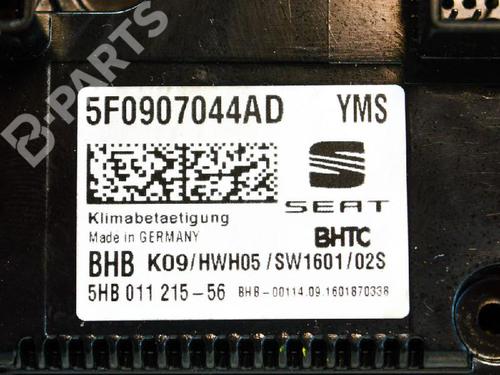 B-PARTS
5F0907044AD YMS
SEAT
Klimabetaetigung
Made in GERMANY
BHTC
BHB K09/HWH05/SW1601/02S
5HB 011 215-56 BHB-00114.09.1601870338